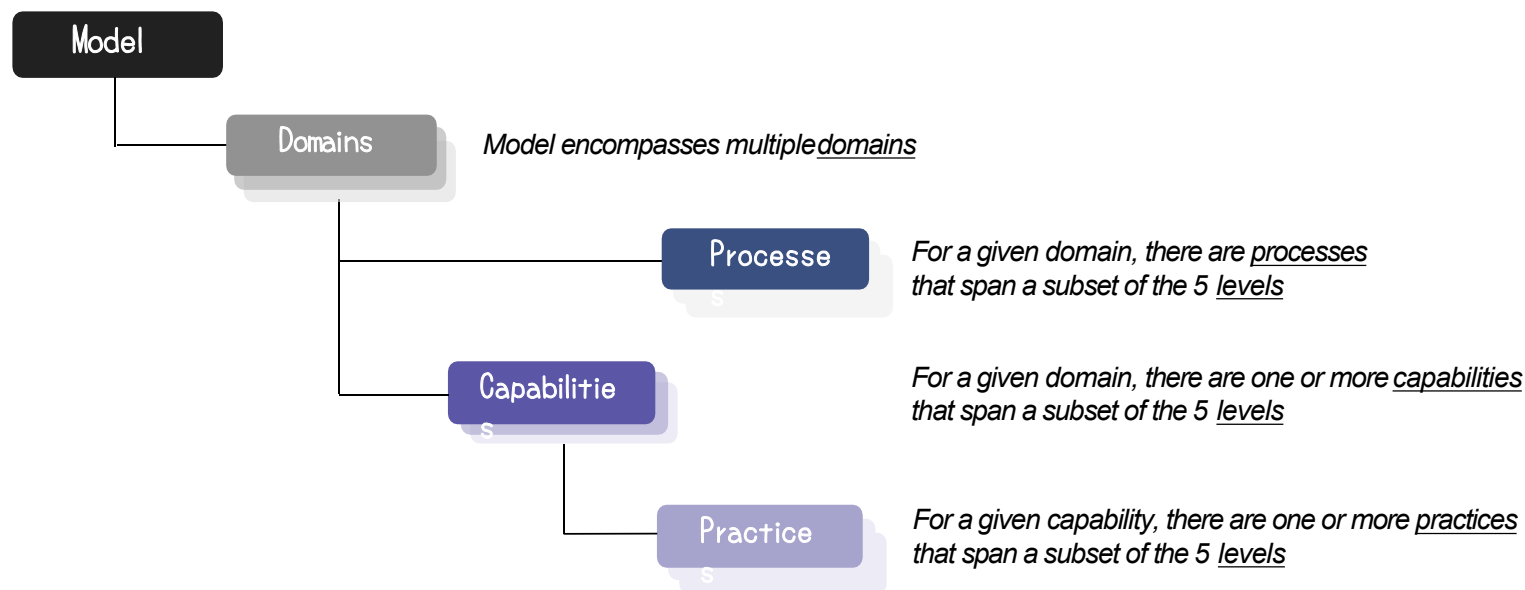 Model
Domains
Model encompasses multiple domains
Processe
s
For a given domain, there are processes
that span a subset of the 5 levels
Capabilitie
s
For a given domain, there are one or more capabilities
that span a subset of the 5 levels
Practice
s
For a given capability, there are one or more practices
that span a subset of the 5 levels